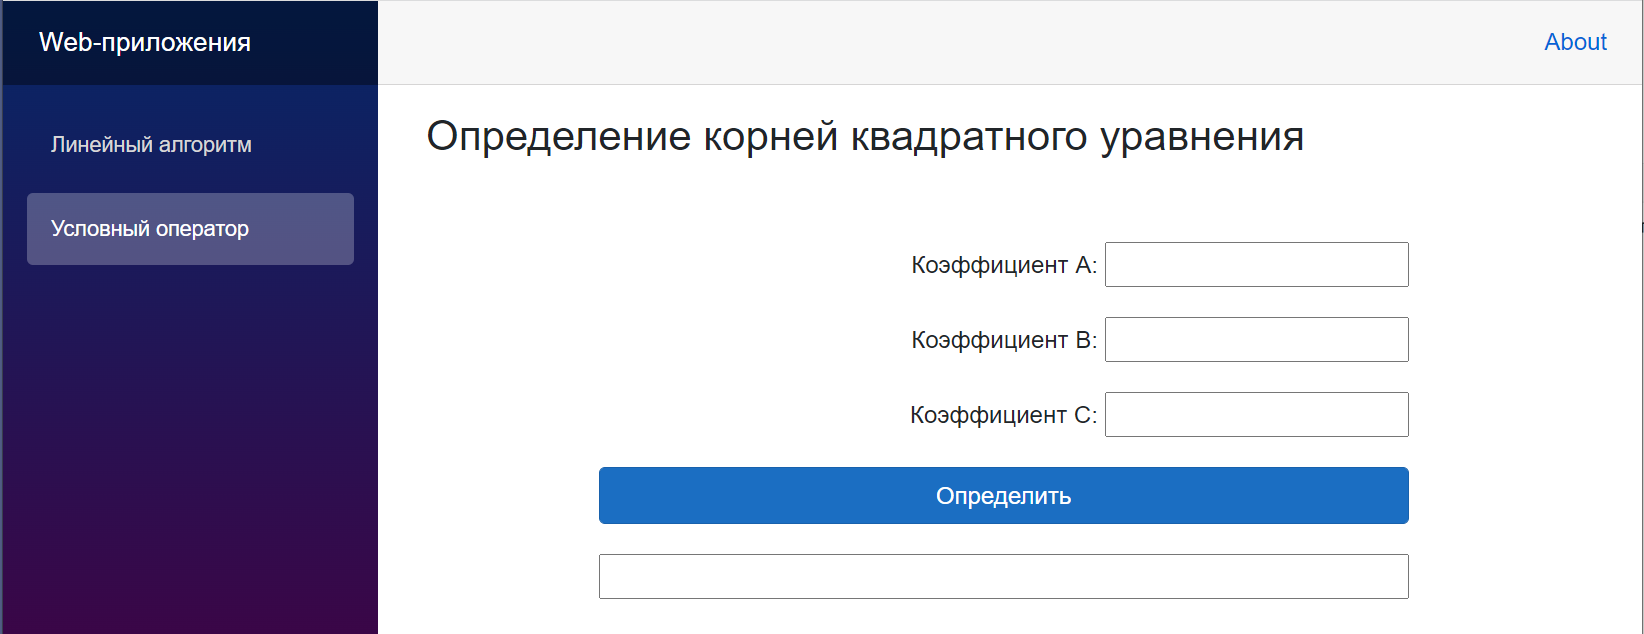 Web-приложения
About
Линейный алгоритм
Условный оператор
Определение корней квадратного уравнения
Коэффициент A:
Коэффициент B:
Коэффициент C:
Определить